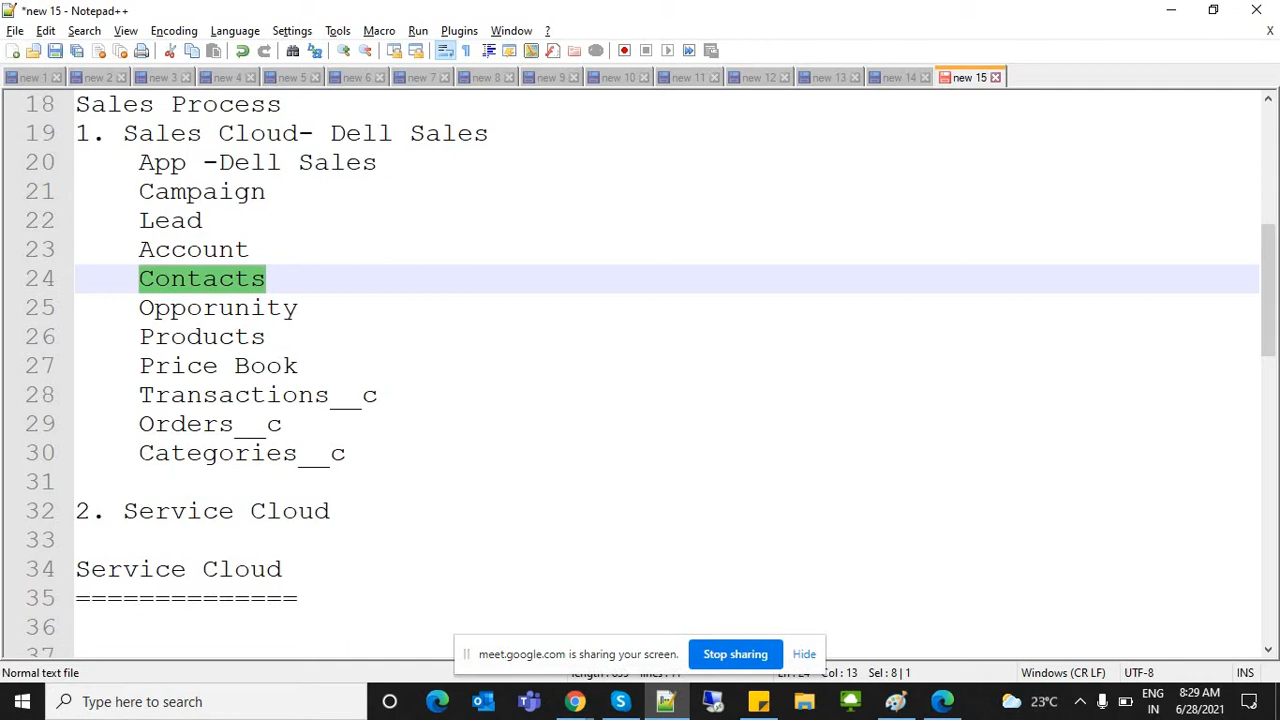 *new 15 - Notepad++
File Edit Search View Encoding Language Settings Tools Macro Run Plugins Window ? X
new 1 new 2 new 3 new 4 new 5 new 6 new 7 new 8 new 9 new 10 new 11 new 12 new 13 new 14 new 15
18 Sales Process
19 1. Sales Cloud- Dell Sales
20 App -Dell Sales
21 Campaign
22 Lead
23 Account
24 Contacts
25 Opporunity
26 Products
27 Price Book
28 Transactions__c
29 Orders__c
30 Categories__c
31
32 2. Service Cloud
33
34 Service Cloud
35 ==============
36
37
meet.google.com is sharing your screen. Stop sharing Hide
Normal text file Col: 13 Sel: 8 | 1 Windows (CR LF) UTF-8 INS
Type here to search 23°C ENG IN 8:29 AM 6/28/2021